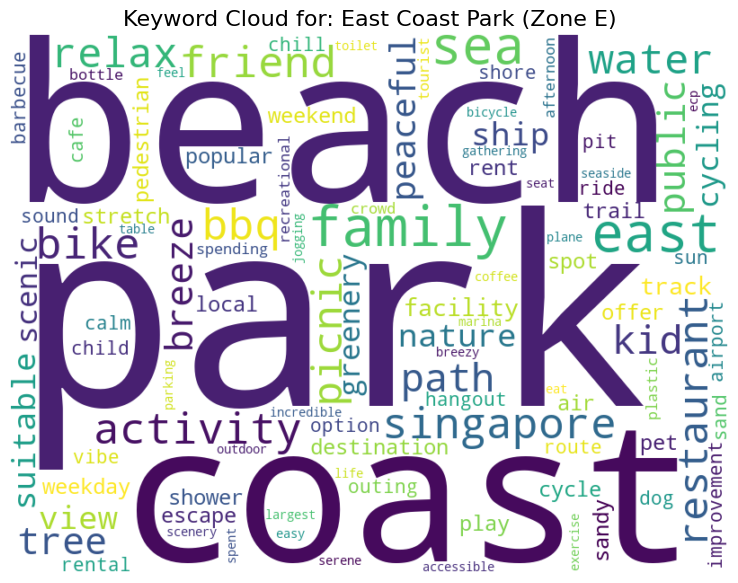 Keyword Cloud for: East Coast Park (Zone E)
relax friend chill toilet sea water
barbecue bottle feel beach tourist shore afternoon
cafe pedestrian weekend peaceful bicycle ship pit public cycling ecp
popular recreational gathering rent seaside ride
seat trail
sound stretch bbq crowd family east
table bike spending jogging plane spot sun
scenic breeze local picnic greenery coffee track
park facility offer
calm nature marina kid airport
child breezy restaurant
suitable parking path eat plastic sand
hangout air
activity incredible option singapore
outdoor destination route pet
vibe coast life improvement
weekday shower outing cycle dog
view escape largest play sandy
tree scenery spent easy exercise
rental serene accessible